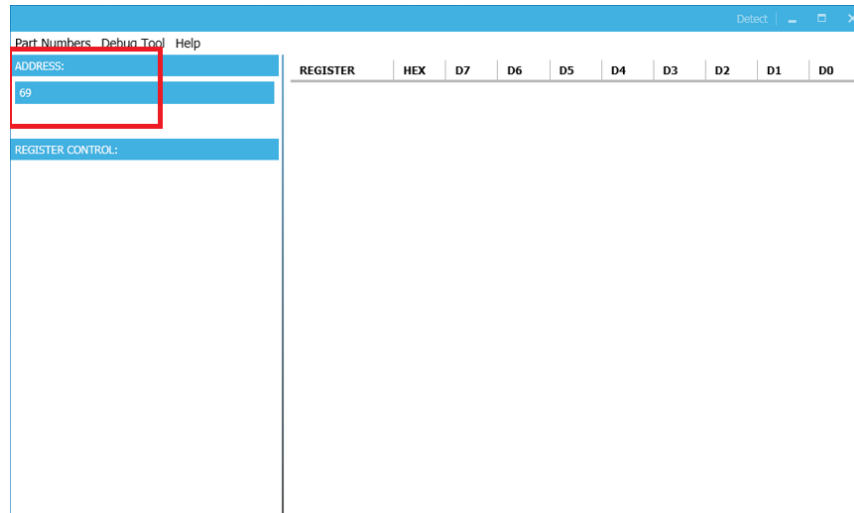 Detect
Part Numbers Debug Tool Help
ADDRESS:
69
REGISTER CONTROL:
REGISTER HEX D7 D6 D5 D4 D3 D2 D1 D0